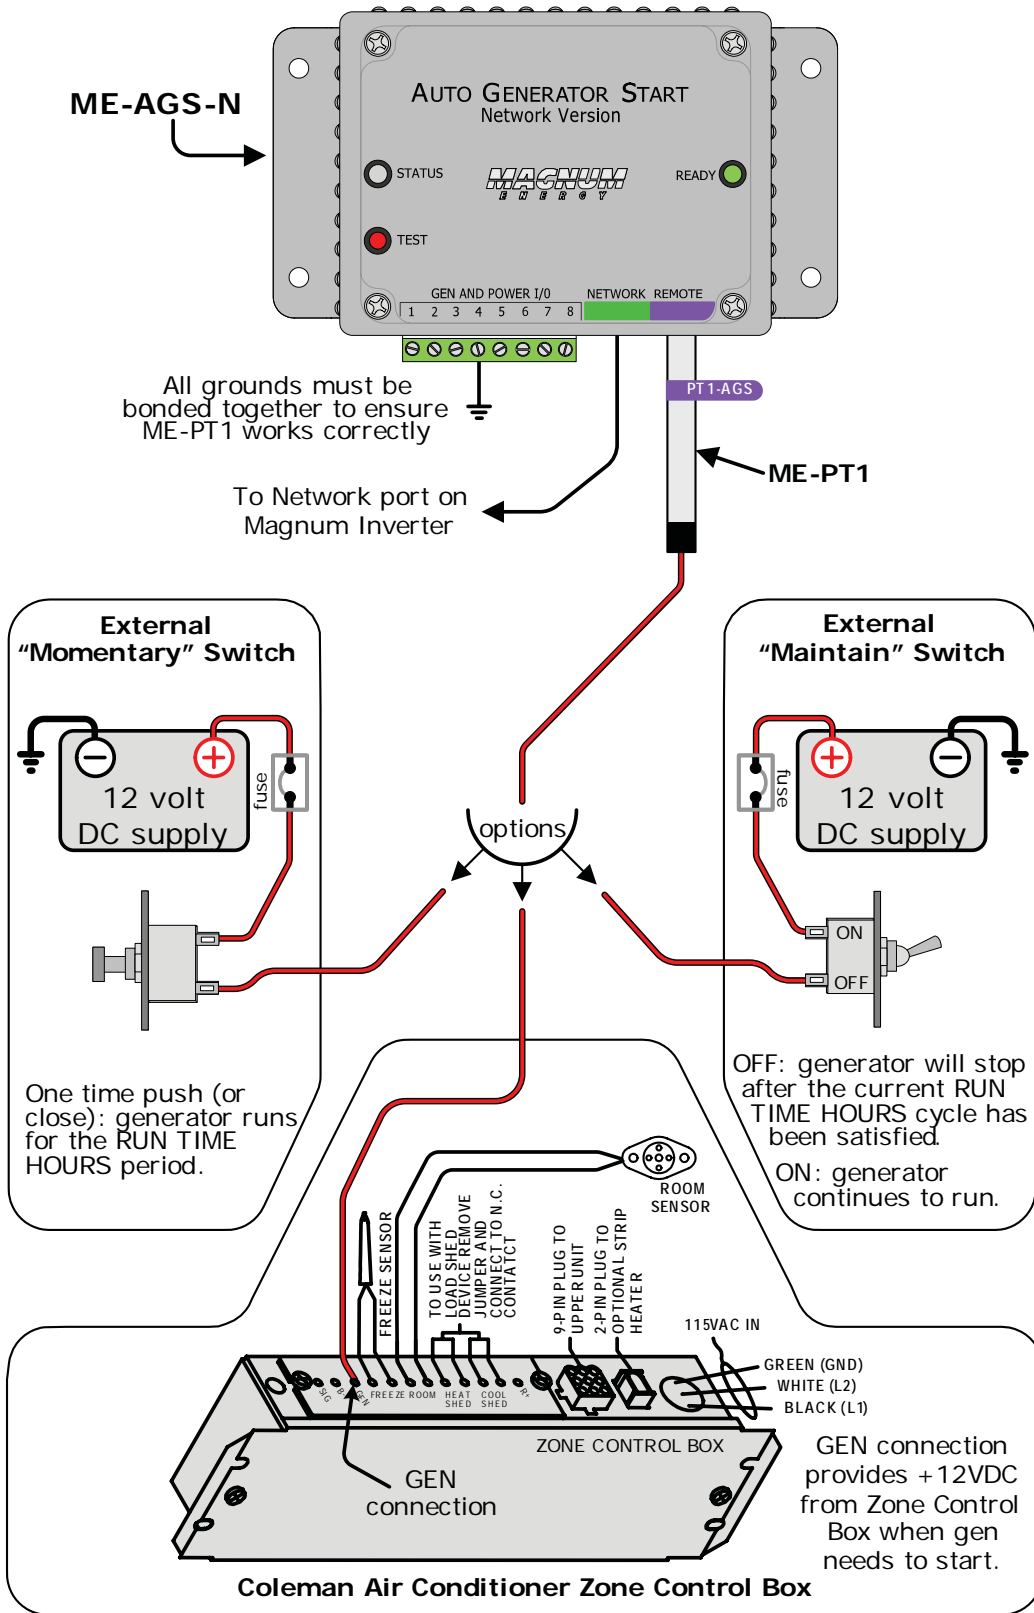 ME-AGS-N
AUTO GENERATOR START
Network Version
STATUS
MAGNUM
ENERGY
READY
TEST
GEN AND POWER I/0
NETWORK
REMOTE
1 2 3 4 5 6 7 8
All grounds must be
bonded together to ensure
ME-PT1 works correctly
PT1-AGS
ME-PT1
To Network port on
Magnum Inverter
External
“Momentary” Switch
fuse
12 volt
DC supply
One time push (or
close): generator runs
for the RUN TIME
HOURS period.
External
“Maintain” Switch
fuse
12 volt
DC supply
ON
OFF
OFF: generator will stop
after the current RUN
TIME HOURS cycle has
been satisfied.
ON: generator
continues to run.
options
FREEZE SENSOR
TO USE WITH
LOAD SHED
DEVICE REMOVE
JUMPER AND
CONNECT TO N.C.
CONTATCT
ROOM
SENSOR
9-PIN PLUG TO
UPPER UNIT
2-PIN PLUG TO
OPTIONAL STRIP
HEATER
115VAC IN
GREEN (GND)
WHITE (L2)
BLACK (L1)
SIG
B+
GEN
FREEZE
ROOM
HEAT
SHED
COOL
SHED
R+
ZONE CONTROL BOX
GEN
connection
GEN connection
provides +12VDC
from Zone Control
Box when gen
needs to start.
Coleman Air Conditioner Zone Control Box